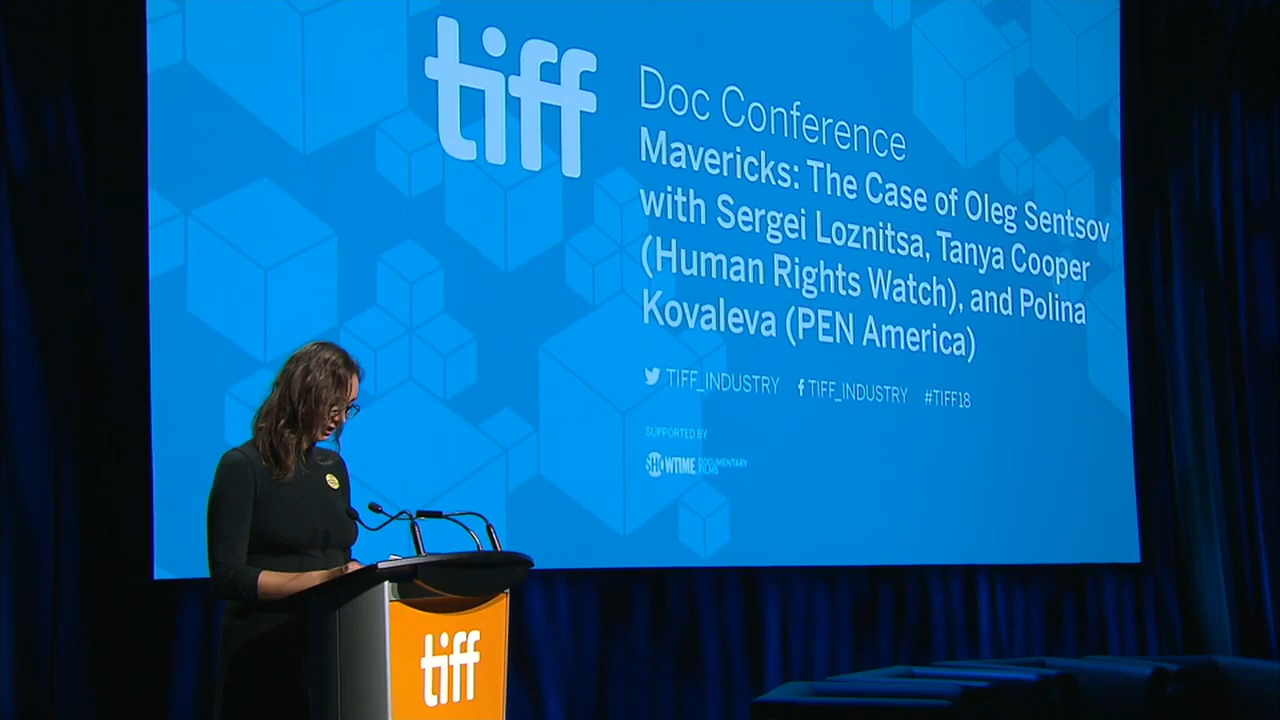 tiff
Doc Conference
Mavericks: The Case of Oleg Sentsov
with Sergei Loznitsa, Tanya Cooper
(Human Rights Watch), and Polina
Kovaleva (PEN America)
TIFF_INDUSTRY f TIFF_INDUSTRY #TIFF18
SUPPORTED BY
SHOWTIME DOCUMENTARY
FILMS
tiff